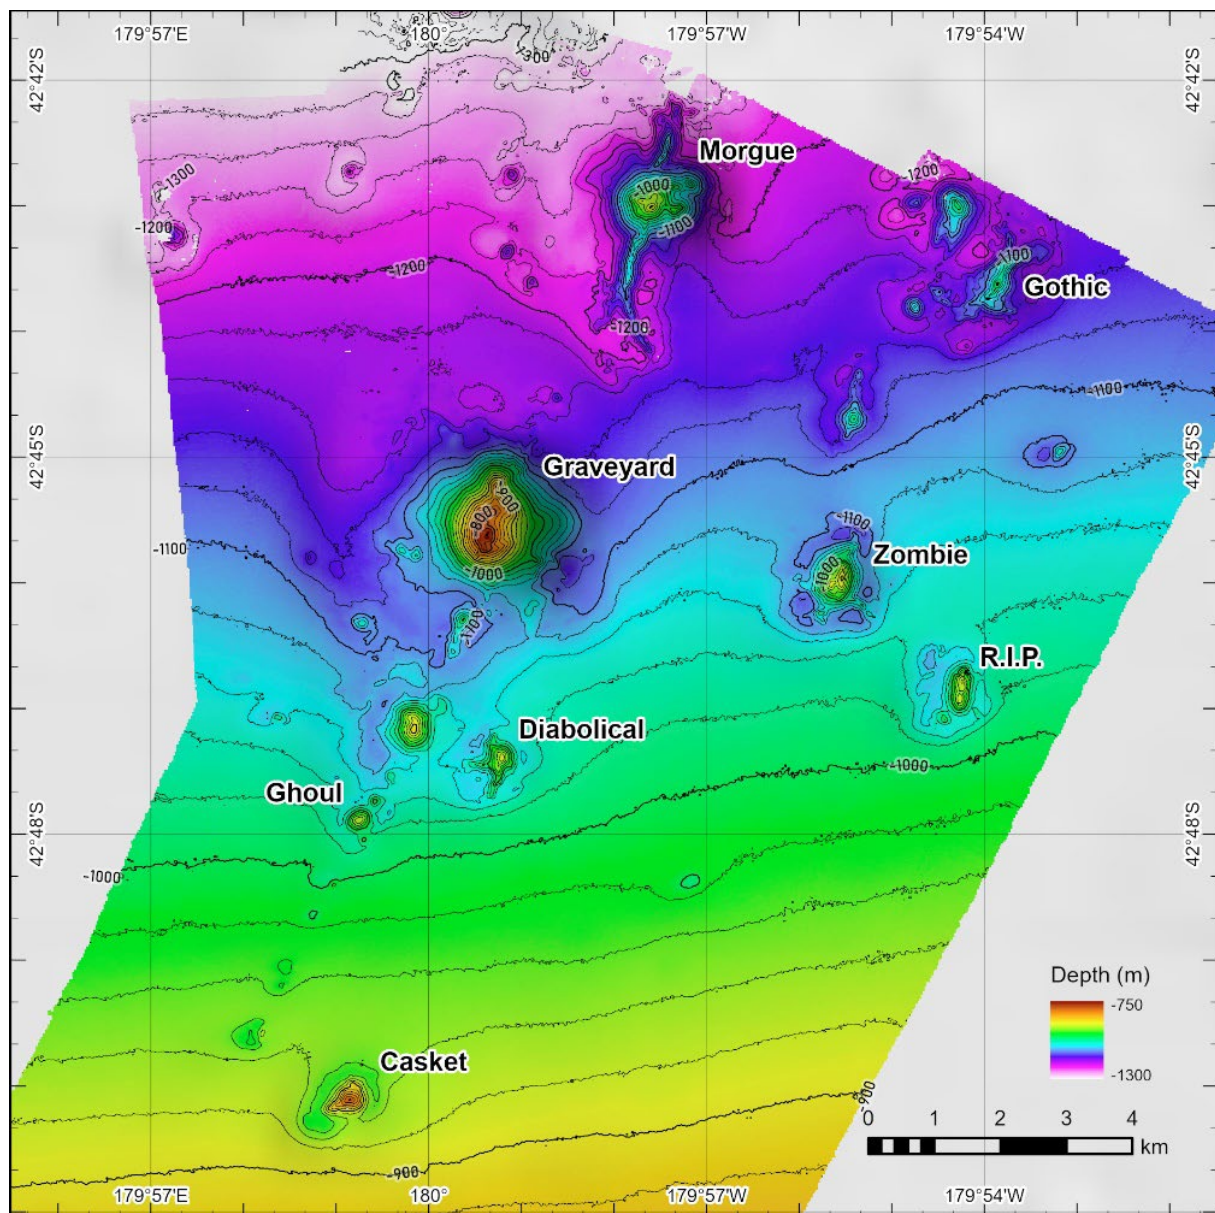 179°57'E
180°
179°57'W
179°54'W
42°42'S
42°42'S
-1300
Morgue
-1200
-1300
-1000
-1200
-1100
-1100
-1200
Gothic
-1200
-1100
42°45'S
42°45'S
Graveyard
-900
-800
-1100
-1100
Zombie
-1000
-1000
-1100
R.I.P.
Diabolical
-1000
Ghoul
42°48'S
42°48'S
-1000
Depth (m)
-750
-1300
Casket
-900
0
1
2
3
4
km
-900
179°57'E
180°
179°57'W
179°54'W